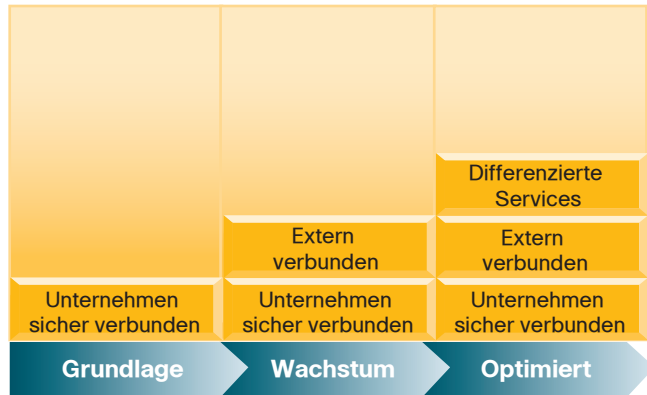 Differenzierte
Services
Extern
verbunden
Extern
verbunden
Unternehmen
sicher verbunden
Unternehmen
sicher verbunden
Unternehmen
sicher verbunden
Grundlage
Wachstum
Optimiert